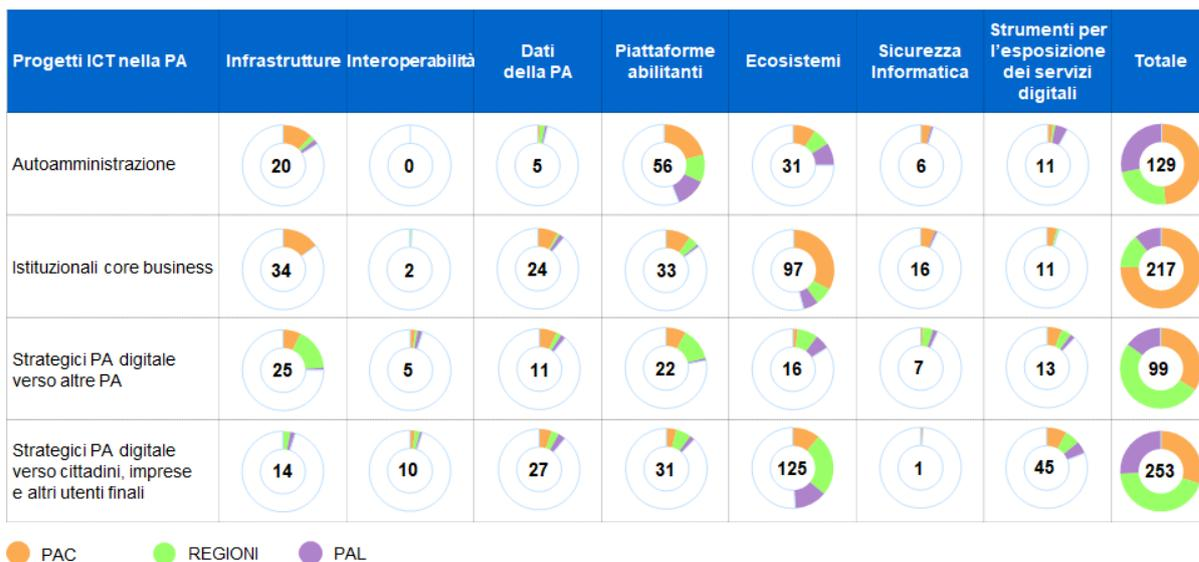 Progetti ICT nella PA
Infrastrutture
Interoperabilità
Dati
della PA
Piattaforme
abilitanti
Ecosistemi
Sicurezza
Informatica
Strumenti per
l'esposizione
dei servizi
digitali
Totale
Autoamministrazione
20
0
5
56
31
6
11
129
Istituzionali core business
34
2
24
33
97
16
11
217
Strategici PA digitale
verso altre PA
25
5
11
22
16
7
13
99
Strategici PA digitale
verso cittadini, imprese
e altri utenti finali
14
10
27
31
125
1
45
253
PAC
REGIONI
PAL